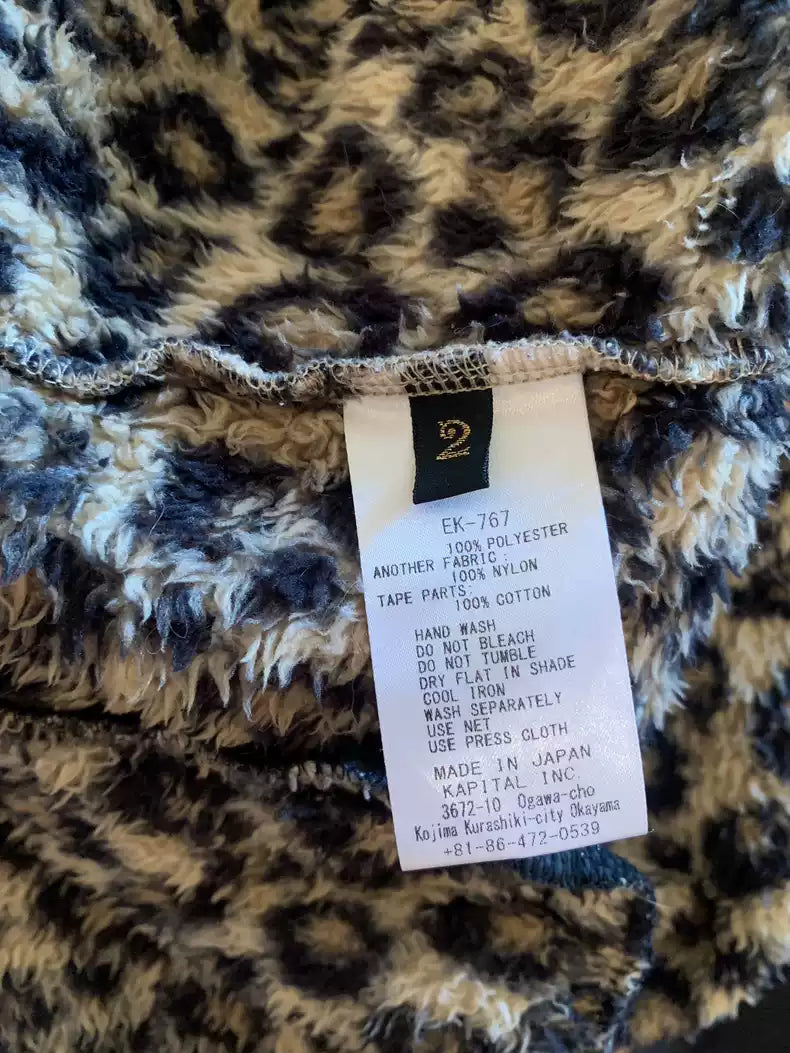 2
EK-767
100% POLYESTER
ANOTHER FABRIC :
100% NYLON
TAPE PARTS:
100% COTTON
HAND WASH
DO NOT BLEACH
DO NOT TUMBLE
DRY FLAT IN SHADE
COOL IRON
WASH SEPARATELY
USE NET
USE PRESS CLOTH
MADE IN JAPAN
KAPITAL INC.
3672-10 Ogawa-cho
Kojima Kurashiki-city Okayama
+81-86-472-0539